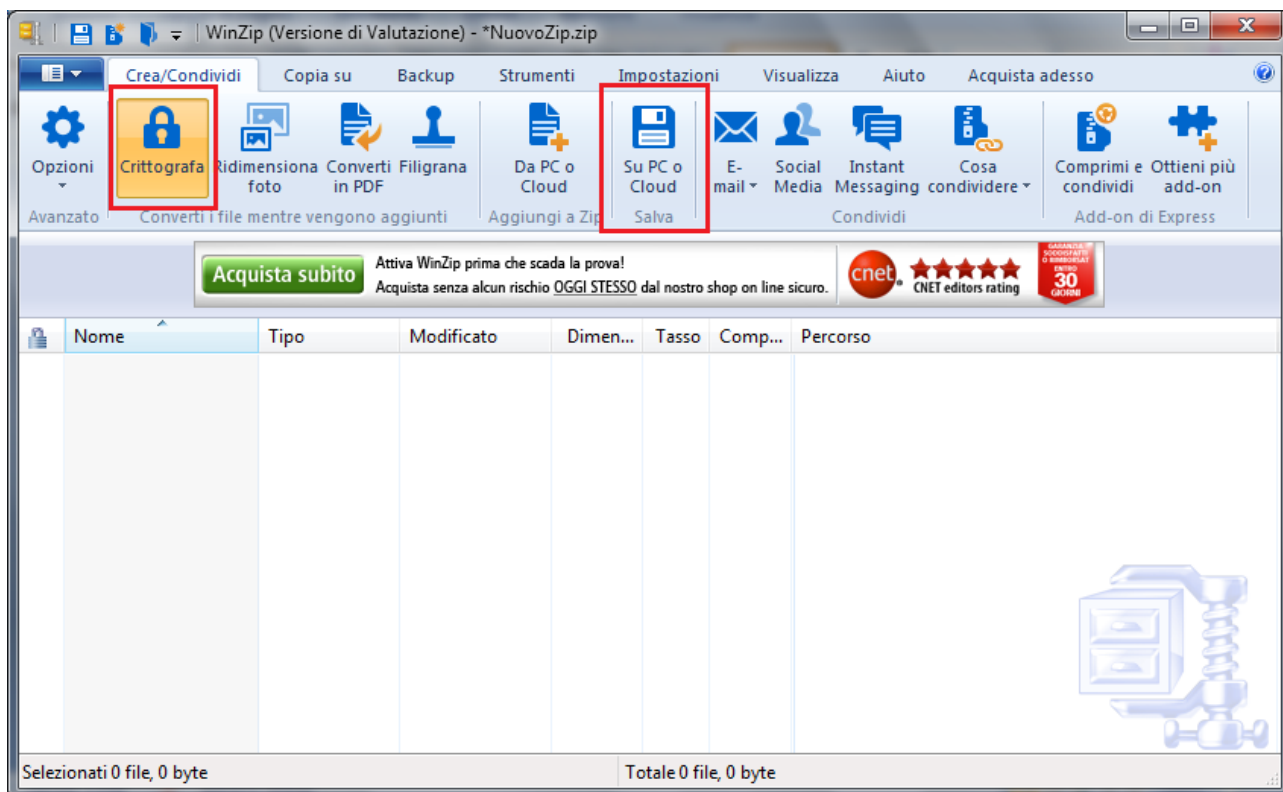 WinZip (Versione di Valutazione) - *NuovoZip.zip
Crea/Condividi Copia su Backup Strumenti Impostazioni Visualizza Aiuto Acquista adesso
Opzioni Crittografa Ridimensiona foto Converti in PDF Filigrana Da PC o Cloud Su PC o Cloud E-mail Social Media Instant Messaging Cosa condividere Comprimi e condividi Ottieni più add-on
Avanzato Converti i file mentre vengono aggiunti Aggiungi a Zip Salva Condividi Add-on di Express
Acquista subito
Attiva WinZip prima che scada la prova!
Acquista senza alcun rischio OGGI STESSO dal nostro shop on line sicuro.
cnet
CNET editors rating
GARANZIA
SODDISFATTI
O RIMBORSATI
ENTRO
30
GIORNI
Nome Tipo Modificato Dimen... Tasso Comp... Percorso
Selezionati 0 file, 0 byte Totale 0 file, 0 byte